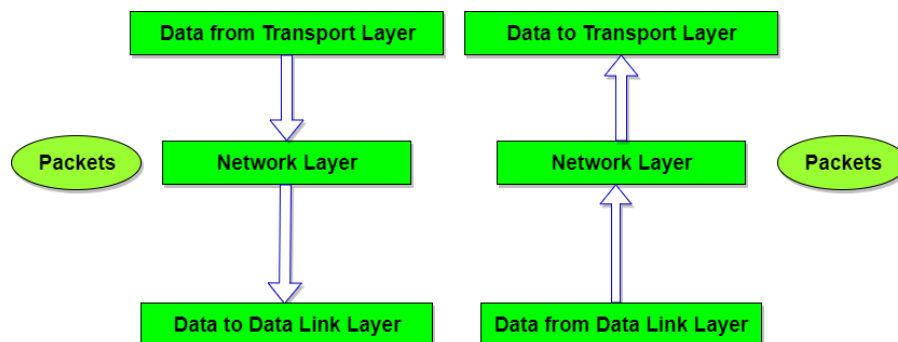 Data from Transport Layer
Data to Transport Layer
Packets
Network Layer
Network Layer
Packets
Data to Data Link Layer
Data from Data Link Layer